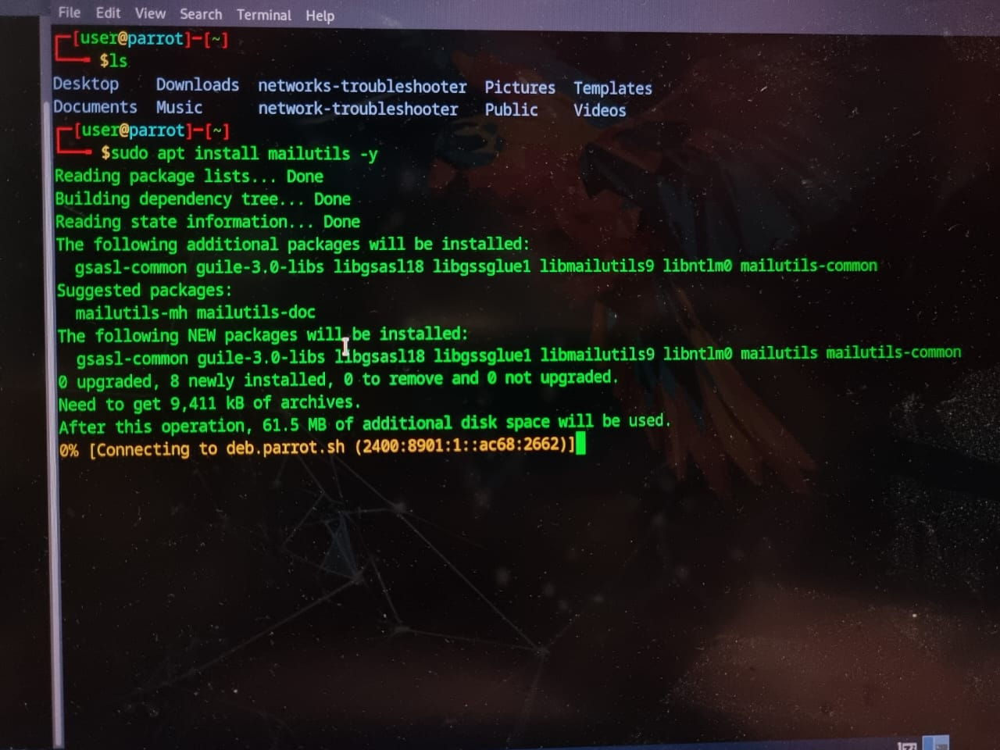 File Edit View Search Terminal Help
[user@parrot]-[~]
$ls
Desktop Downloads networks-troubleshooter Pictures Templates
Documents Music network-troubleshooter Public Videos
[user@parrot]-[~]
$sudo apt install mailutils -y
Reading package lists... Done
Building dependency tree... Done
Reading state information... Done
The following additional packages will be installed:
gsasl-common guile-3.0-libs libgsasl18 libgssglue1 libmailutils9 libntlm0 mailutils-common
Suggested packages:
mailutils-mh mailutils-doc
The following NEW packages will be installed:
gsasl-common guile-3.0-libs libgsasl18 libgssglue1 libmailutils9 libntlm0 mailutils mailutils-common
0 upgraded, 8 newly installed, 0 to remove and 0 not upgraded.
Need to get 9,411 kB of archives.
After this operation, 61.5 MB of additional disk space will be used.
0% [Connecting to deb.parrot.sh (2400:8901:1::ac68:2662)]